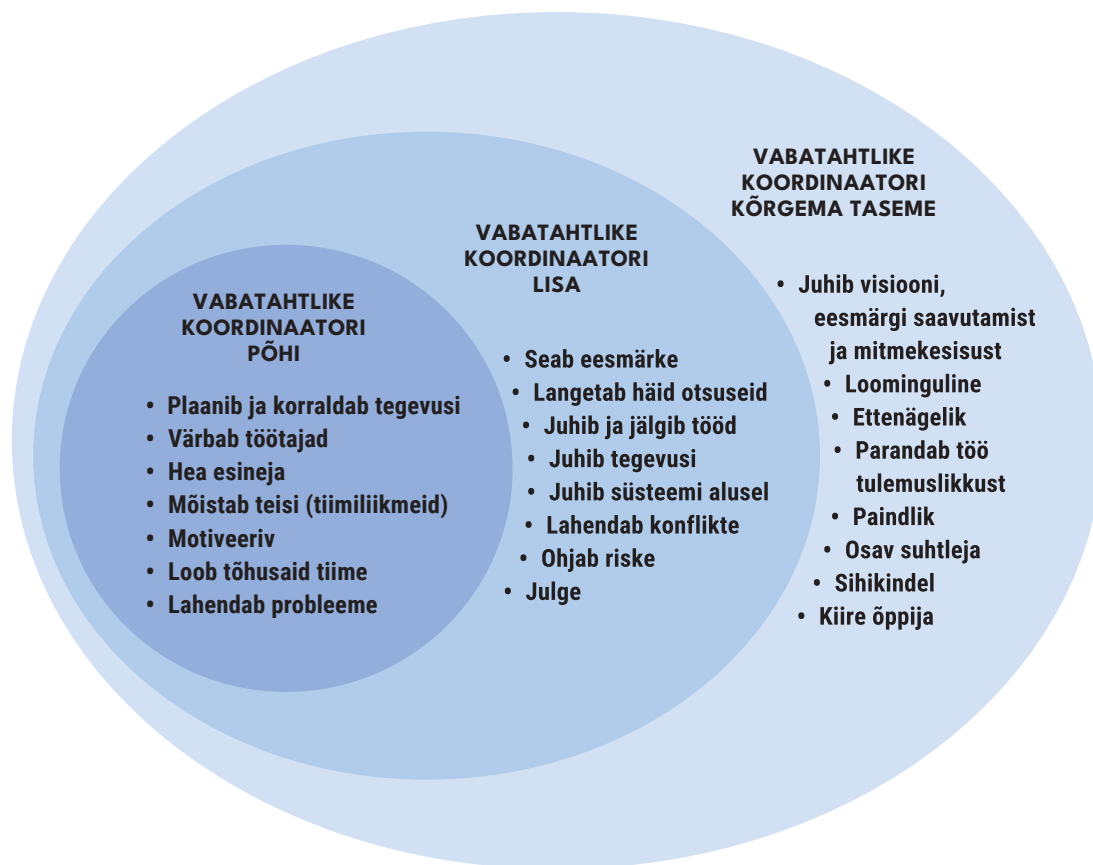 VABATAHTLIKE
KOORDINAATORI
PÕHI
• Plaanib ja korraldab tegevusi
• Värbab töötajad
• Hea esineja
• Mõistab teisi (tiimiliikmeid)
• Motiveeriv
• Loob tõhusaid tiime
• Lahendab probleeme
VABATAHTLIKE
KOORDINAATORI
LISA
• Seab eesmärke
• Langetab häid otsuseid
• Juhib ja jälgib tööd
• Juhib tegevusi
• Juhib süsteemi alusel
• Lahendab konflikte
• Ohjab riske
• Julge
VABATAHTLIKE
KOORDINAATORI
KÕRGEMA TASEME
• Juhib visiooni,
eesmärgi saavutamist
ja mitmekesisust
• Loominguline
• Ettenägelik
• Parandab töö
tulemuslikkust
• Paindlik
• Osav suhtleja
• Sihikindel
• Kiire õppija